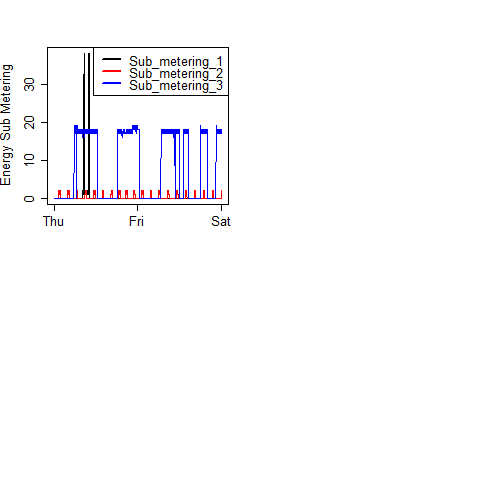 Energy Sub Metering
30
20
10
0
Sub_metering_1
Sub_metering_2
Sub_metering_3
Thu Fri Sat